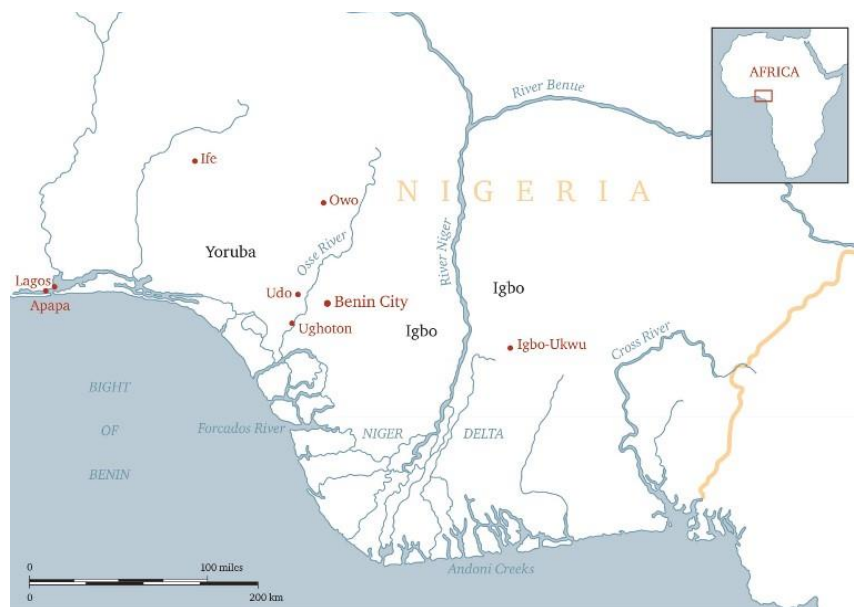 AFRICA
River Benue
Ife
NIGERIA
Owo
Osse River
River Niger
Yoruba
Lagos
Apapa
Udo
Benin City
Igbo
Ughoton
Igbo
Igbo-Ukwu
Cross River
BIGHT
OF
BENIN
Forcados River
NIGER
DELTA
Andoni Creeks
0
100 miles
0
200 km